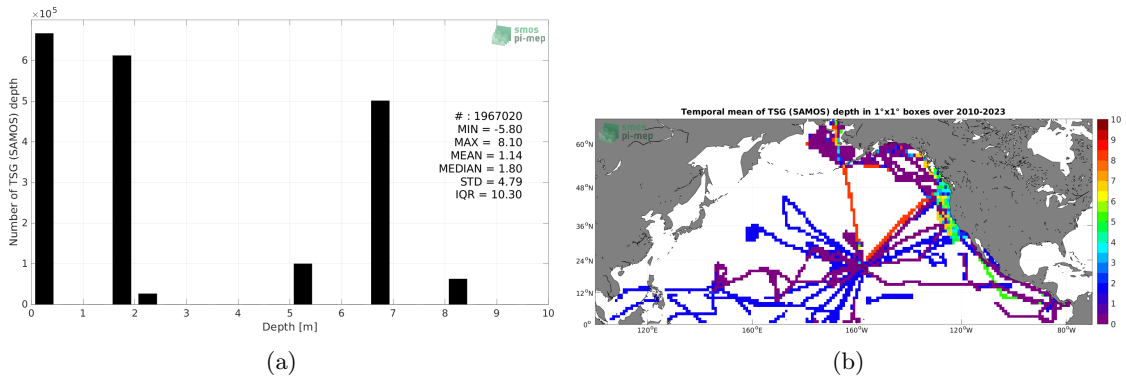 ×10⁵
6
5
4
3
2
1
0
Number of TSG (SAMOS) depth
0 1 2 3 4 5 6 7 8 9 10
Depth [m]
smos
pi-mep
# : 1967020
MIN = -5.80
MAX = 8.10
MEAN = 1.14
MEDIAN = 1.80
STD = 4.79
IQR = 10.30
(a)
Temporal mean of TSG (SAMOS) depth in 1°x1° boxes over 2010-2023
smos
pi-mep
60°N
48°N
36°N
24°N
12°N
0°
120°E 160°E 160°W 120°W 80°W
10
9
8
7
6
5
4
3
2
1
0
(b)